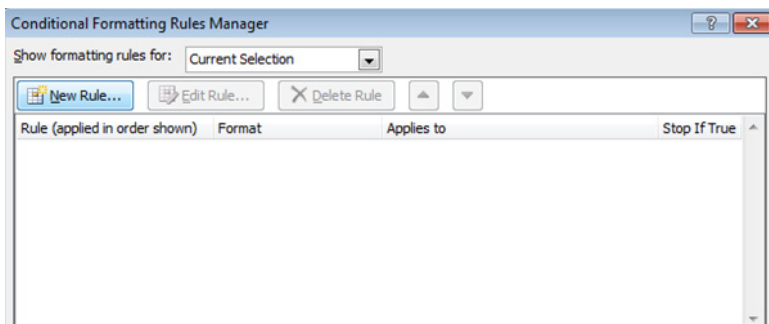 Conditional Formatting Rules Manager
Show formatting rules for: Current Selection
New Rule... Edit Rule... Delete Rule
Rule (applied in order shown) Format Applies to Stop If True